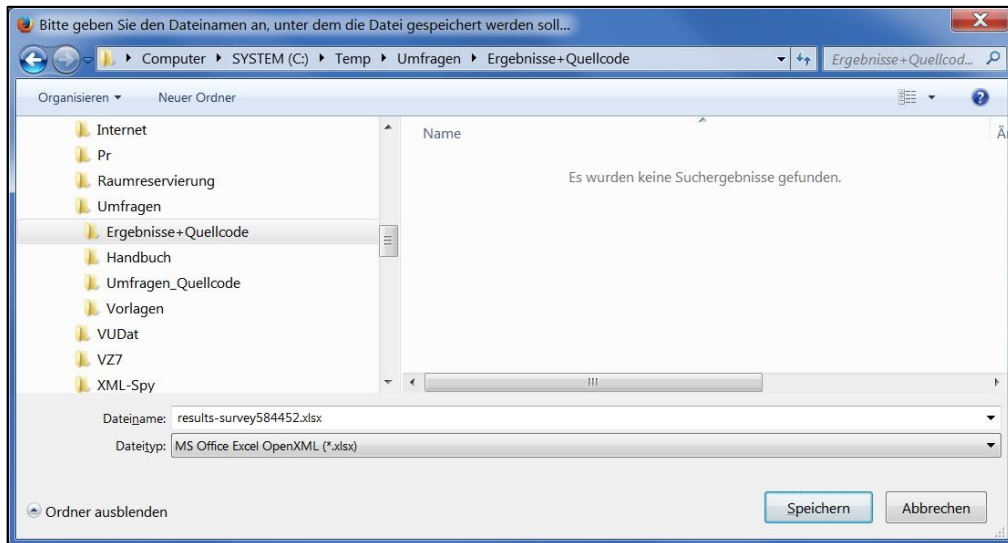 Bitte geben Sie den Dateinamen an, unter dem die Datei gespeichert werden soll...
Computer SYSTEM (C:) Temp Umfragen Ergebnisse+Quellcode
Ergebnisse+Quellcod...
Organisieren Neuer Ordner
Internet
Pr
Raumreservierung
Umfragen
Ergebnisse+Quellcode
Handbuch
Umfragen_Quellcode
Vorlagen
VUDat
VZ7
XML-Spy
Name
Es wurden keine Suchergebnisse gefunden.
Dateiname: results-survey584452.xlsx
Dateityp: MS Office Excel OpenXML (*.xlsx)
Ordner ausblenden
Speichern Abbrechen